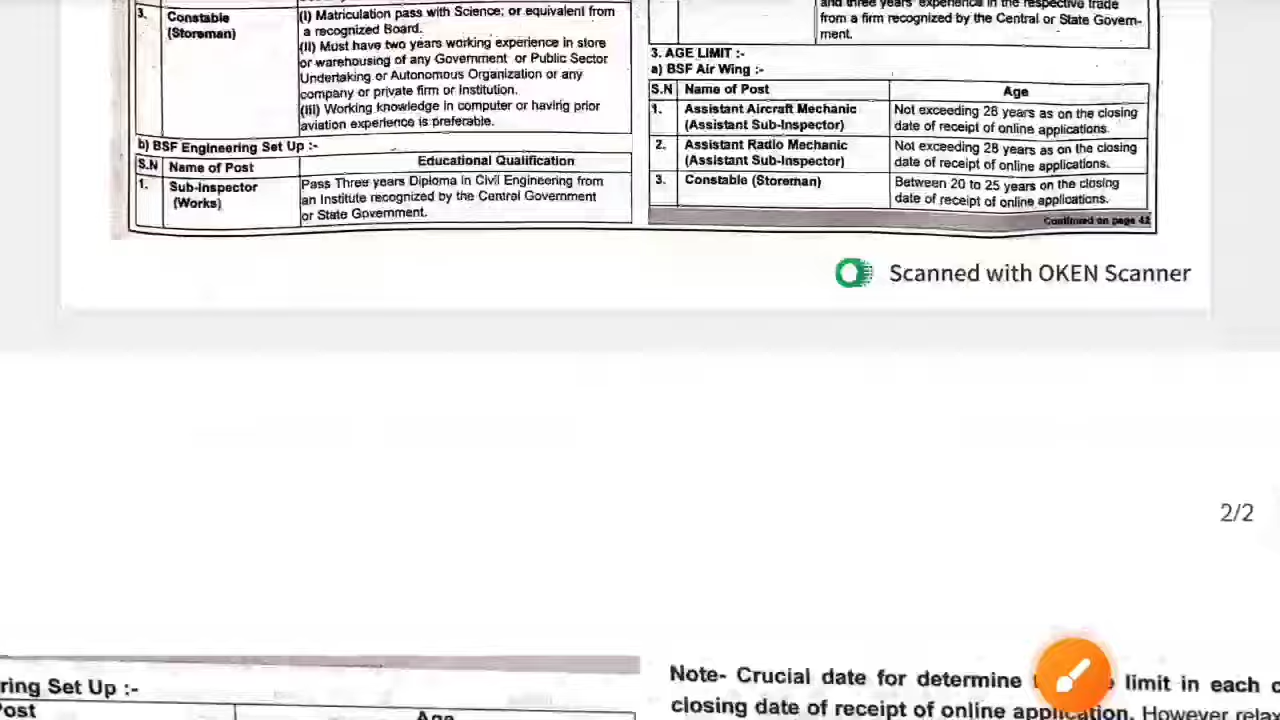 3.
Constable
(Storeman)
(i) Matriculation pass with Science; or equivalent from
a recognized Board.
(ii) Must have two years working experience in store
or warehousing of any Government or Public Sector
Undertaking or Autonomous Organization or any
company or private firm or Institution.
(iii) Working knowledge in computer or having prior
aviation experience is preferable.
b) BSF Engineering Set Up :-
S.N Name of Post Educational Qualification
1. Sub-Inspector
(Works)
Pass Three years Diploma in Civil Engineering from
an Institute recognized by the Central Government
or State Government.
and three years' experience in the respective trade
from a firm recognized by the Central or State Govern-
ment.
3. AGE LIMIT :-
a) BSF Air Wing :-
S.N Name of Post Age
1. Assistant Aircraft Mechanic
(Assistant Sub-Inspector)
Not exceeding 28 years as on the closing
date of receipt of online applications.
2. Assistant Radio Mechanic
(Assistant Sub-Inspector)
Not exceeding 28 years as on the closing
date of receipt of online applications.
3. Constable (Storeman)
Between 20 to 25 years on the closing
date of receipt of online applications.
Continued on page 42
Scanned with OKEN Scanner
2/2
ring Set Up :-
Post Age
Note- Crucial date for determine limit in each
closing date of receipt of online application. However relax